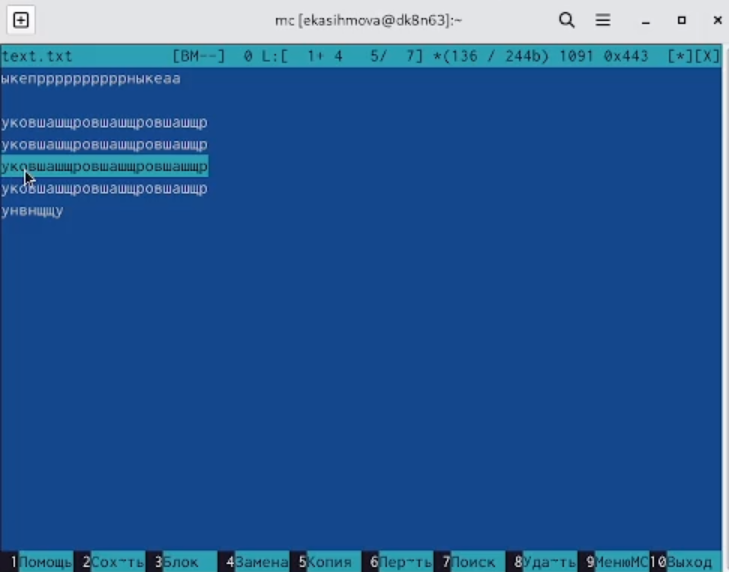 mc [ekasihmova@dk8n63]:~
text.txt [BM--] 0 L:[ 1+ 4 5/ 7] *(136 / 244b) 1091 0x443 [*][X]
ыкепррррррррррныкеаа
уковшашщровшашщровшашщр
уковшашщровшашщровшашщр
уковшашщровшашщровшашщр
уковшашщровшашщровшашщр
унвнщщу
1Помощь 2Сох~ть 3Блок 4Замена 5Копия 6Пер~ть 7Поиск 8Уда~ть 9МенюMC 10Выход